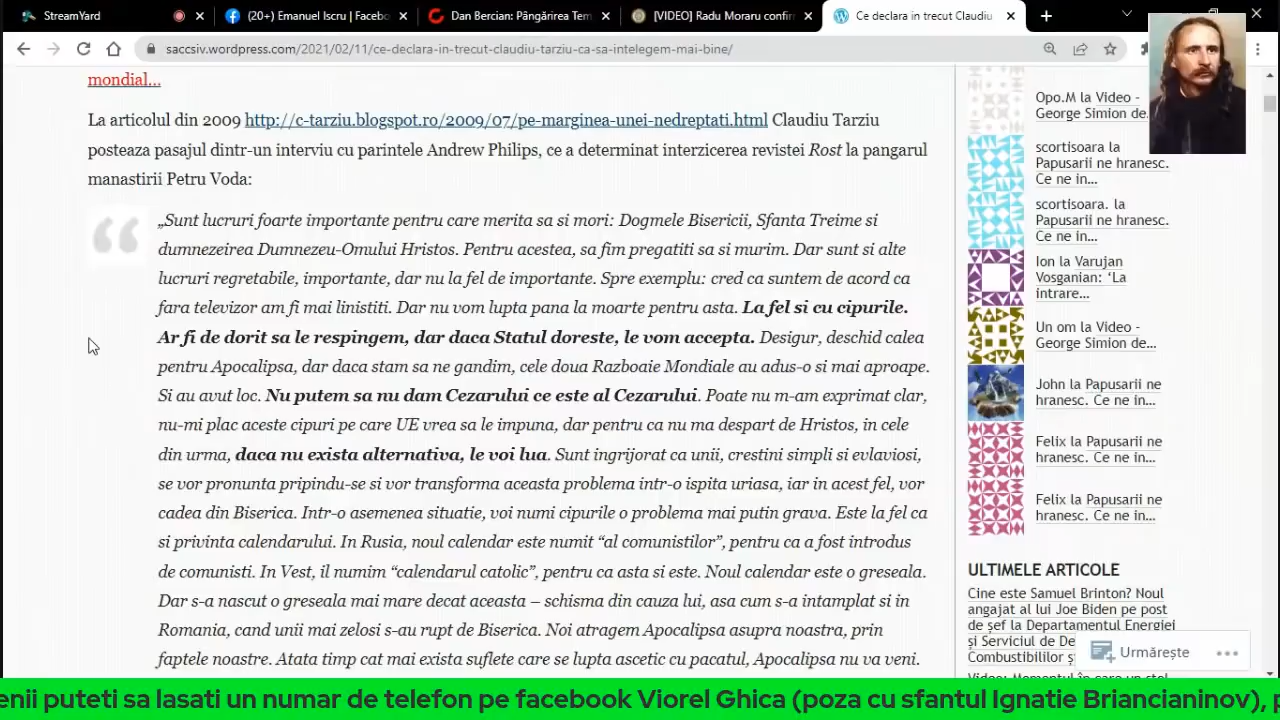 StreamYard
(20+) Emanuel Iscru | Facebo
Dan Bercian: Pângărirea Tem
[VIDEO] Radu Moraru confirm
Ce declara in trecut Claudiu
saccsiv.wordpress.com/2021/02/11/ce-declara-in-trecut-claudiu-tarziu-ca-sa-intelegem-mai-bine/
mondial...
La articolul din 2009 http://c-tarziu.blogspot.ro/2009/07/pe-marginea-unei-nedreptati.html Claudiu Tarziu
posteaza pasajul dintr-un interviu cu parintele Andrew Philips, ce a determinat interzicerea revistei Rost la pangarul
manastirii Petru Voda:
„Sunt lucruri foarte importante pentru care merita sa si mori: Dogmele Bisericii, Sfanta Treime si
dumnezeirea Dumnezeu-Omului Hristos. Pentru acestea, sa fim pregatiti sa si murim. Dar sunt si alte
lucruri regretabile, importante, dar nu la fel de importante. Spre exemplu: cred ca suntem de acord ca
fara televizor am fi mai linistiti. Dar nu vom lupta pana la moarte pentru asta. La fel si cu cipurile.
Ar fi de dorit sa le respingem, dar daca Statul doreste, le vom accepta. Desigur, deschid calea
pentru Apocalipsa, dar daca stam sa ne gandim, cele doua Razboaie Mondiale au adus-o si mai aproape.
Si au avut loc. Nu putem sa nu dam Cezarului ce este al Cezarului. Poate nu m-am exprimat clar,
nu-mi plac aceste cipuri pe care UE vrea sa le impuna, dar pentru ca nu ma despart de Hristos, in cele
din urma, daca nu exista alternativa, le voi lua. Sunt ingrijorat ca unii, crestini simpli si evlaviosi,
se vor pronunta pripindu-se si vor transforma aceasta problema intr-o ispita uriasa, iar in acest fel, vor
cadea din Biserica. Intr-o asemenea situatie, voi numi cipurile o problema mai putin grava. Este la fel ca
si privinta calendarului. In Rusia, noul calendar este numit “al comunistilor”, pentru ca a fost introdus
de comunisti. In Vest, il numim “calendarul catolic”, pentru ca asta si este. Noul calendar este o greseala.
Dar s-a nascut o greseala mai mare decat aceasta – schisma din cauza lui, asa cum s-a intamplat si in
Romania, cand unii mai zelosi s-au rupt de Biserica. Noi atragem Apocalipsa asupra noastra, prin
faptele noastre. Atata timp cat mai exista suflete care se lupta ascetic cu pacatul, Apocalipsa nu va veni.
Opo.M la Video -
George Simion de...
scortisoara la
Papusarii ne hranesc.
Ce ne in...
scortisoara. la
Papusarii ne hranesc.
Ce ne in...
Ion la Varujan
Vosganian: ‘La
intrare...
Un om la Video -
George Simion de...
John la Papusarii ne
hranesc. Ce ne in...
Felix la Papusarii ne
hranesc. Ce ne in...
Felix la Papusarii ne
hranesc. Ce ne in...
ULTIMELE ARTICOLE
Cine este Samuel Brinton? Noul
angajat al lui Joe Biden pe post
de șef la Departamentul Energiei
și Serviciul de De
Combustibililor ș
Urmărește
enii puteti sa lasati un numar de telefon pe facebook Viorel Ghica (poza cu sfantul Ignatie Briancianinov), p